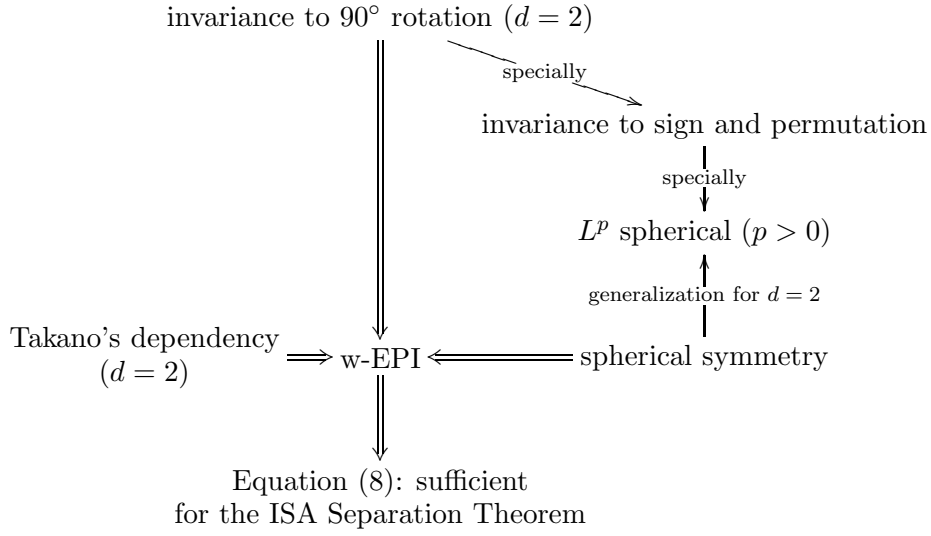 invariance to 90° rotation (d = 2)
specially
invariance to sign and permutation
specially
L^p spherical (p > 0)
generalization for d = 2
Takano's dependency
(d = 2)
w-EPI
spherical symmetry
Equation (8): sufficient
for the ISA Separation Theorem